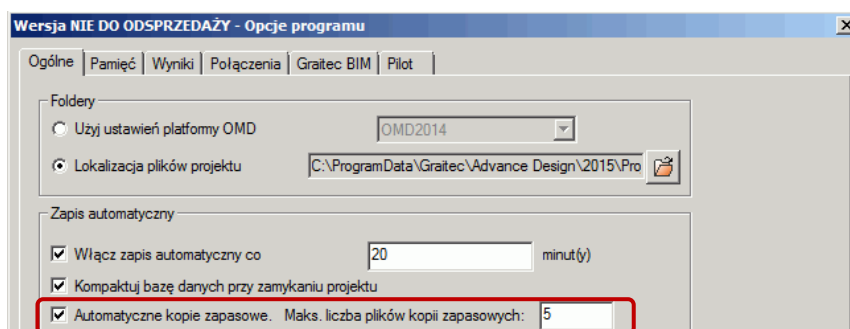 Wersja NIE DO ODSPRZEDAŻY - Opcje programu
Ogólne Pamięć Wyniki Połączenia Graitec BIM Pilot
Foldery
Użyj ustawień platformy OMD OMD2014
Lokalizacja plików projektu C:\ProgramData\Graitec\Advance Design\2015\Pro
Zapis automatyczny
Włącz zapis automatyczny co 20 minut(y)
Kompaktuj bazę danych przy zamykaniu projektu
Automatyczne kopie zapasowe. Maks. liczba plików kopii zapasowych: 5